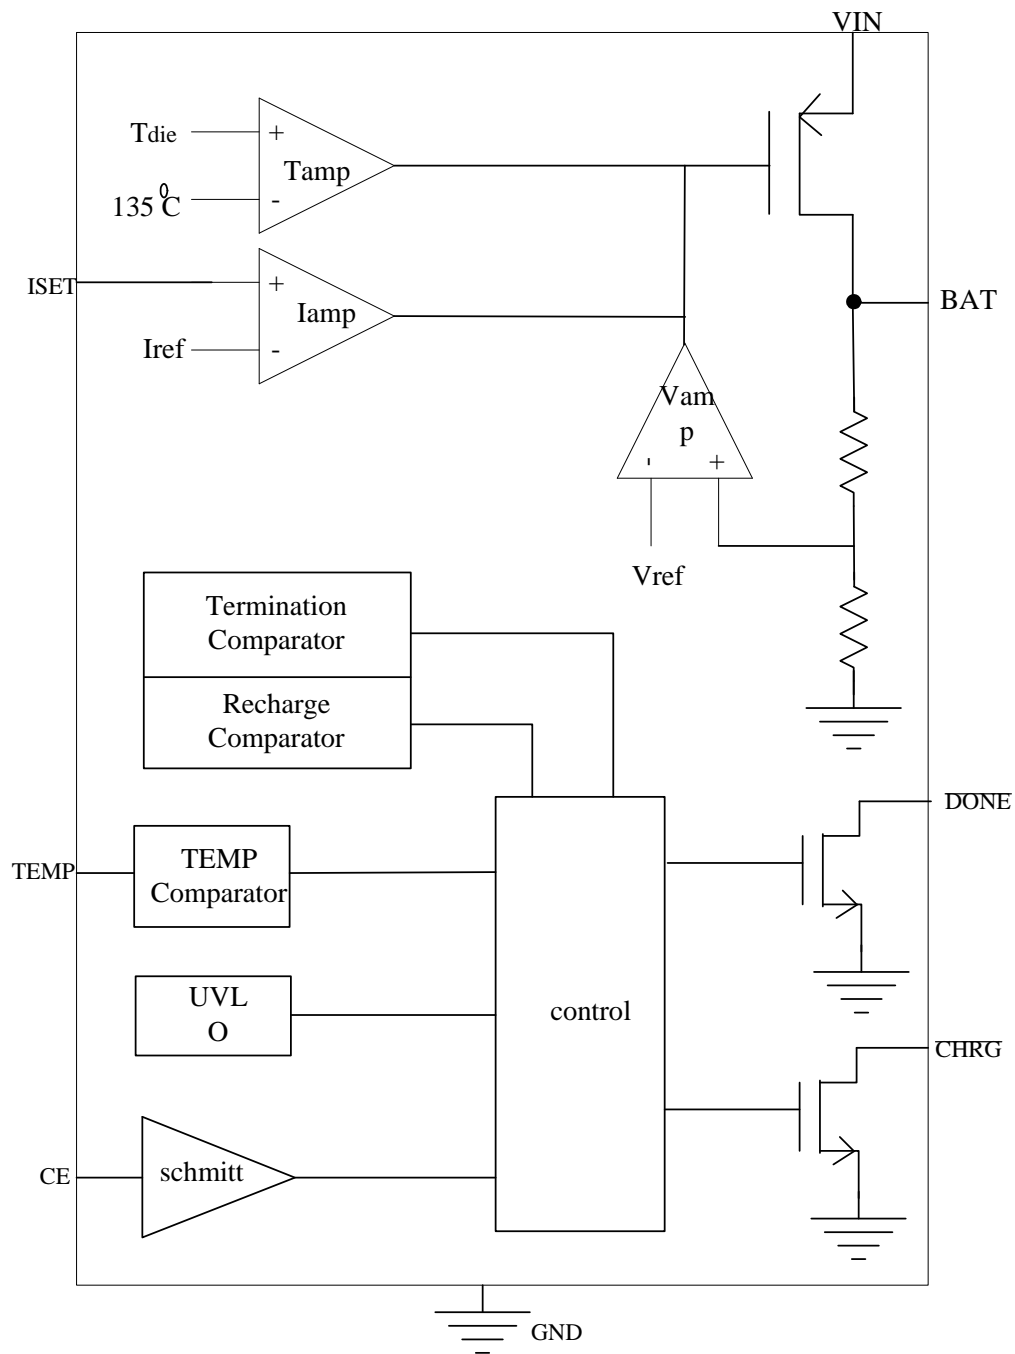 VIN
Tdie
+
Tamp
135 0C
-
ISET
+
Iamp
BAT
Iref
-
Vam
p
-
+
Vref
Termination
Comparator
Recharge
Comparator
DONE
TEMP
TEMP
Comparator
UVL
O
control
CHRG
CE
schmitt
GND